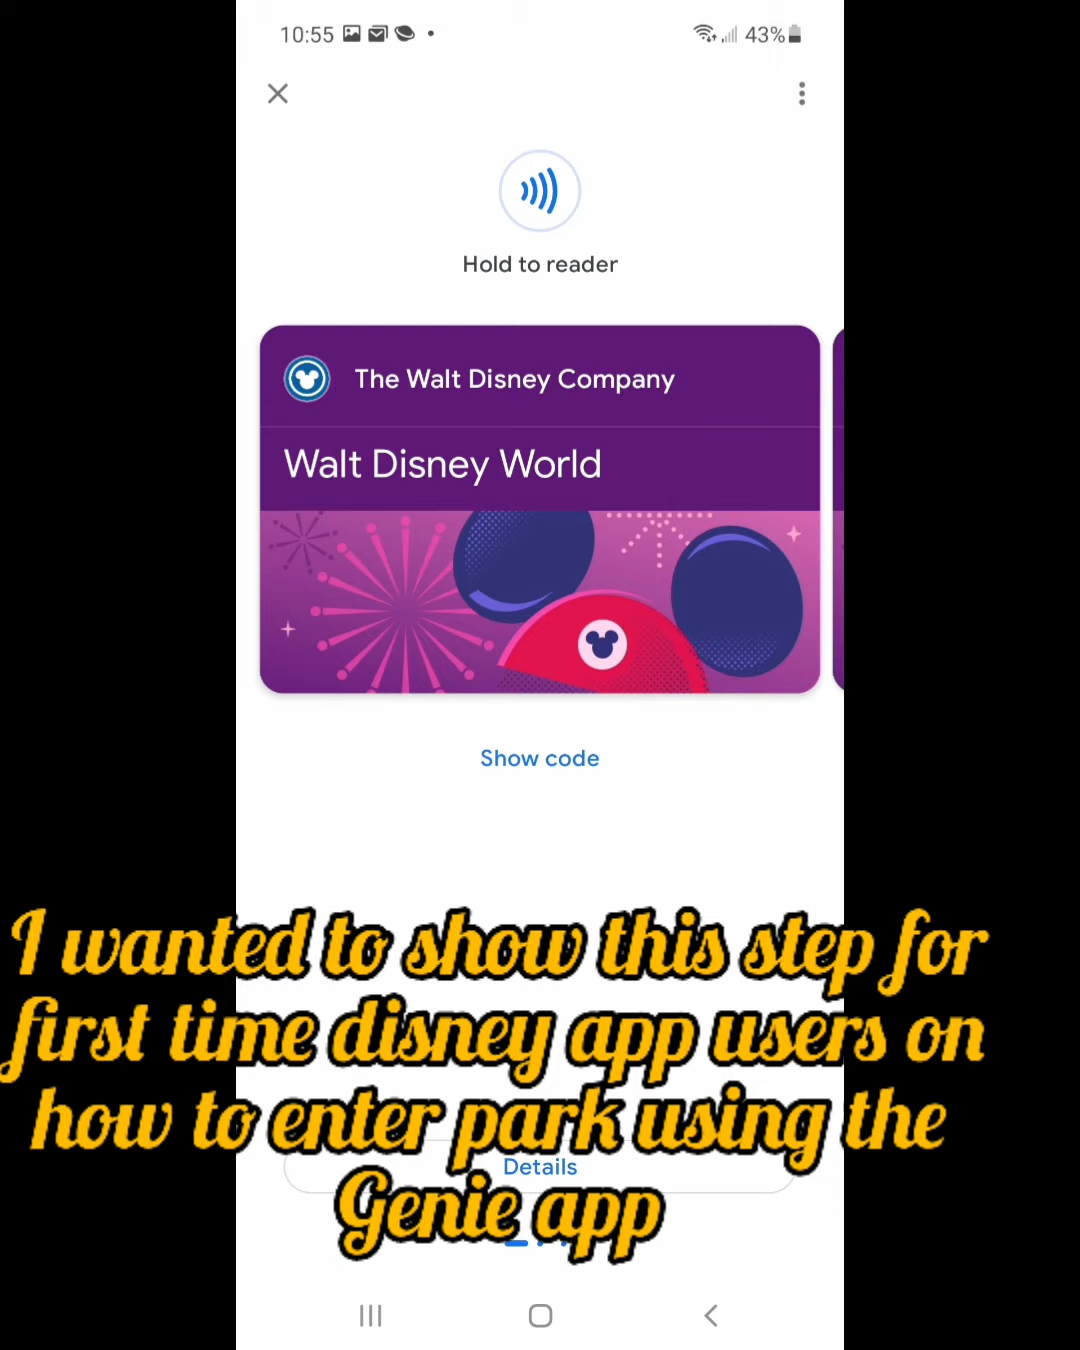 10:55
43%
Hold to reader
The Walt Disney Company
Walt Disney World
Show code
I wanted to show this step for
first time disney app users on
how to enter park using the
Details
Genie app